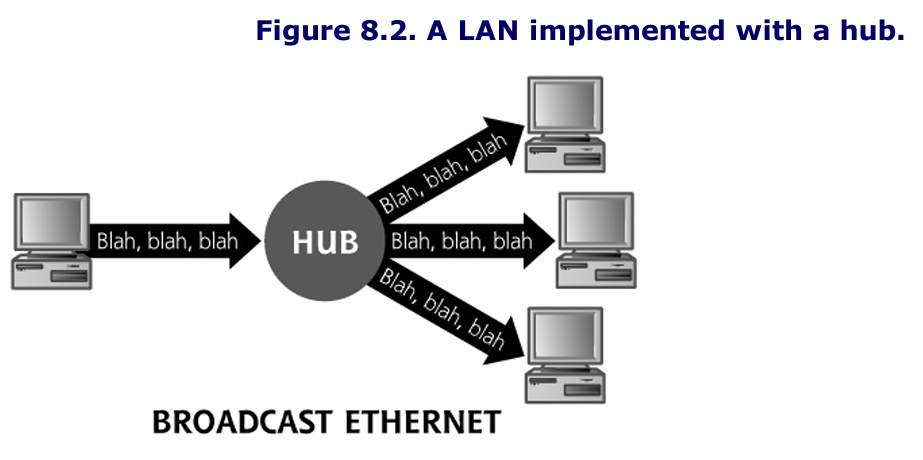 Figure 8.2. A LAN implemented with a hub.
Blah, blah, blah
Blah, blah, blah
HUB
Blah, blah, blah
Blah, blah, blah
BROADCAST ETHERNET